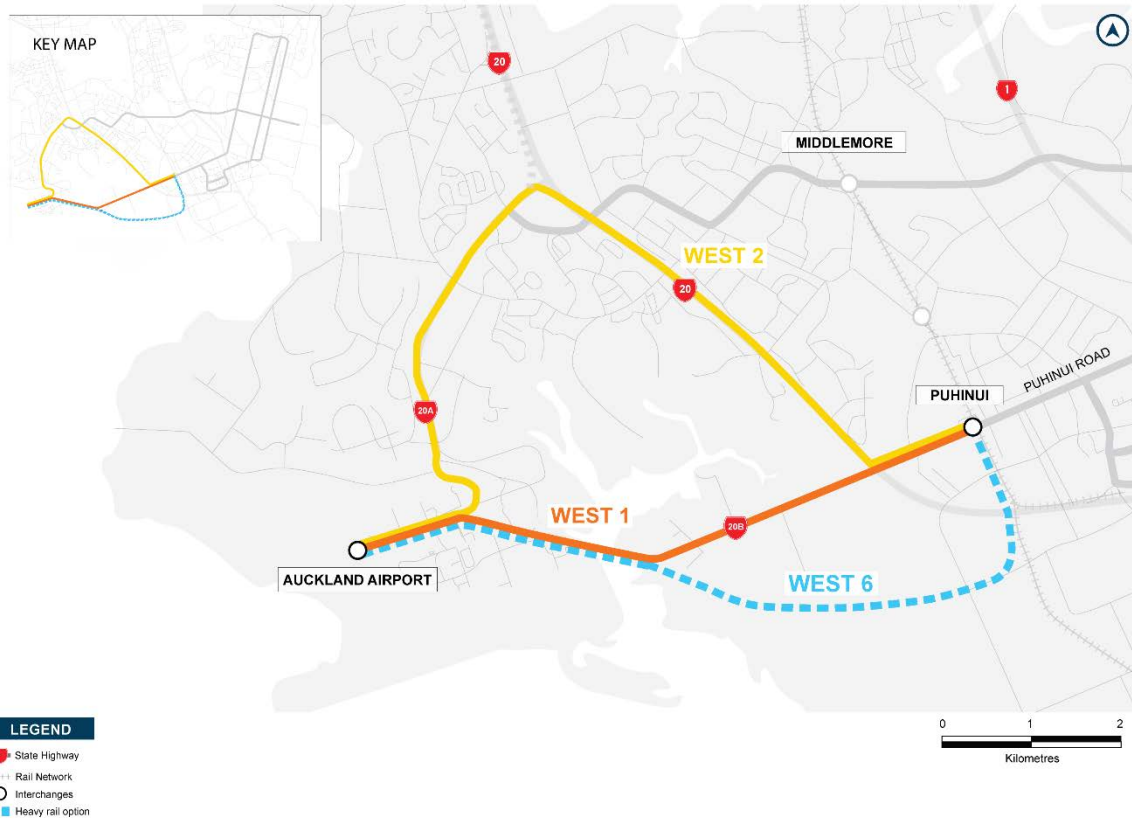 KEY MAP
20
1
MIDDLEMORE
WEST 2
20
PUHINUI ROAD
PUHINUI
20A
WEST 1
20B
AUCKLAND AIRPORT
WEST 6
LEGEND
State Highway
Rail Network
Interchanges
Heavy rail option
0 1 2
Kilometres